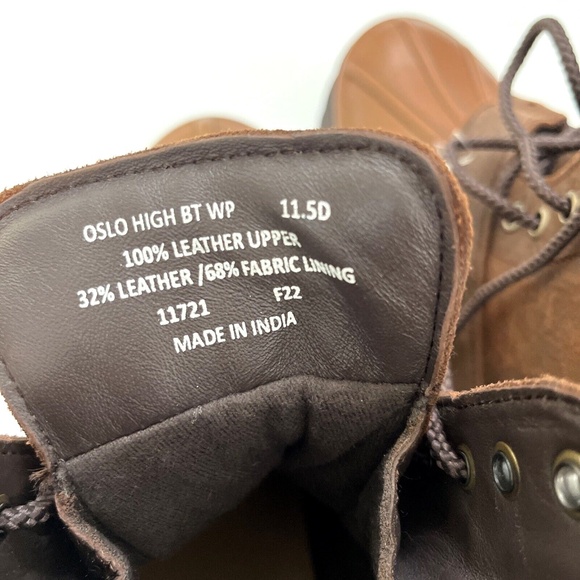 OSLO HIGH BT WP 11.5D
100% LEATHER UPPER
32% LEATHER /68% FABRIC LINING
11721 F22
MADE IN INDIA